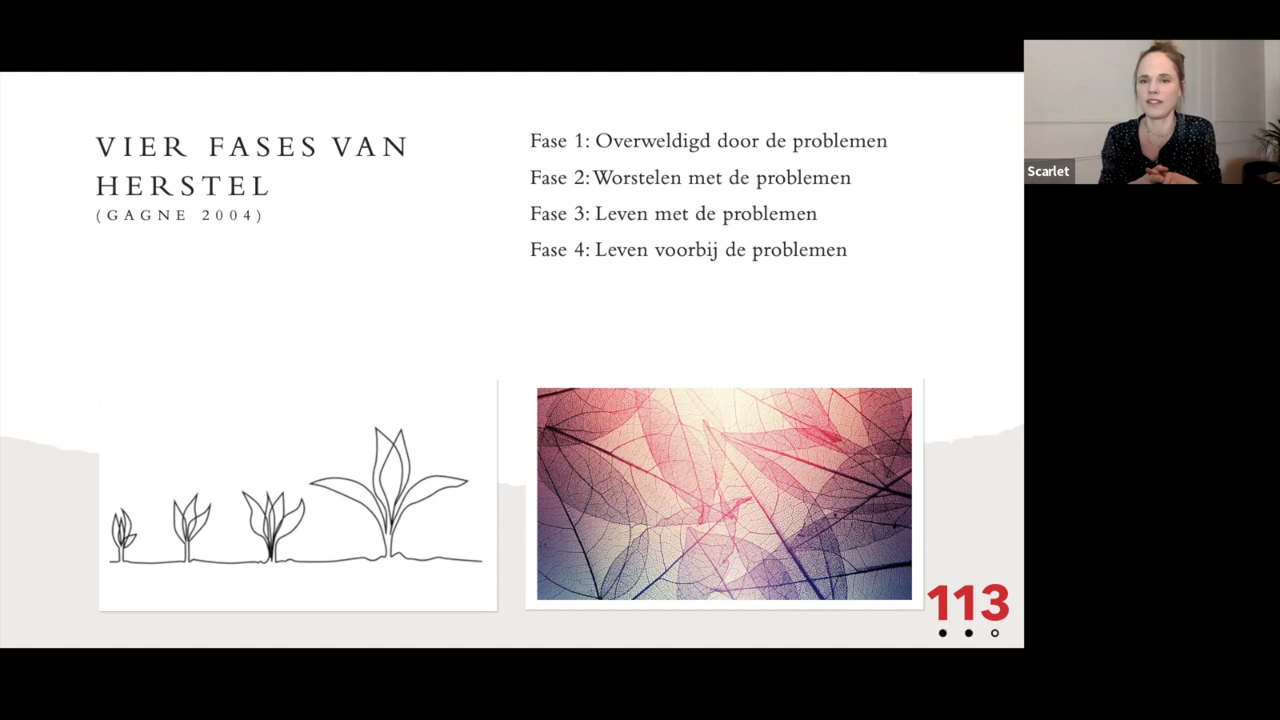 VIER FASES VAN
HERSTEL
(GAGNE 2004)
Fase 1: Overweldigd door de problemen
Fase 2: Worstelen met de problemen
Fase 3: Leven met de problemen
Fase 4: Leven voorbij de problemen
Scarlet
113